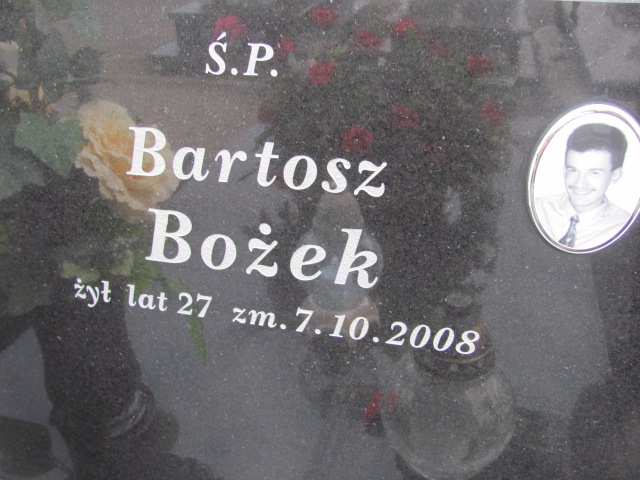 Ś.P.
Bartosz
Bożek
żył lat 27 zm. 7.10.2008